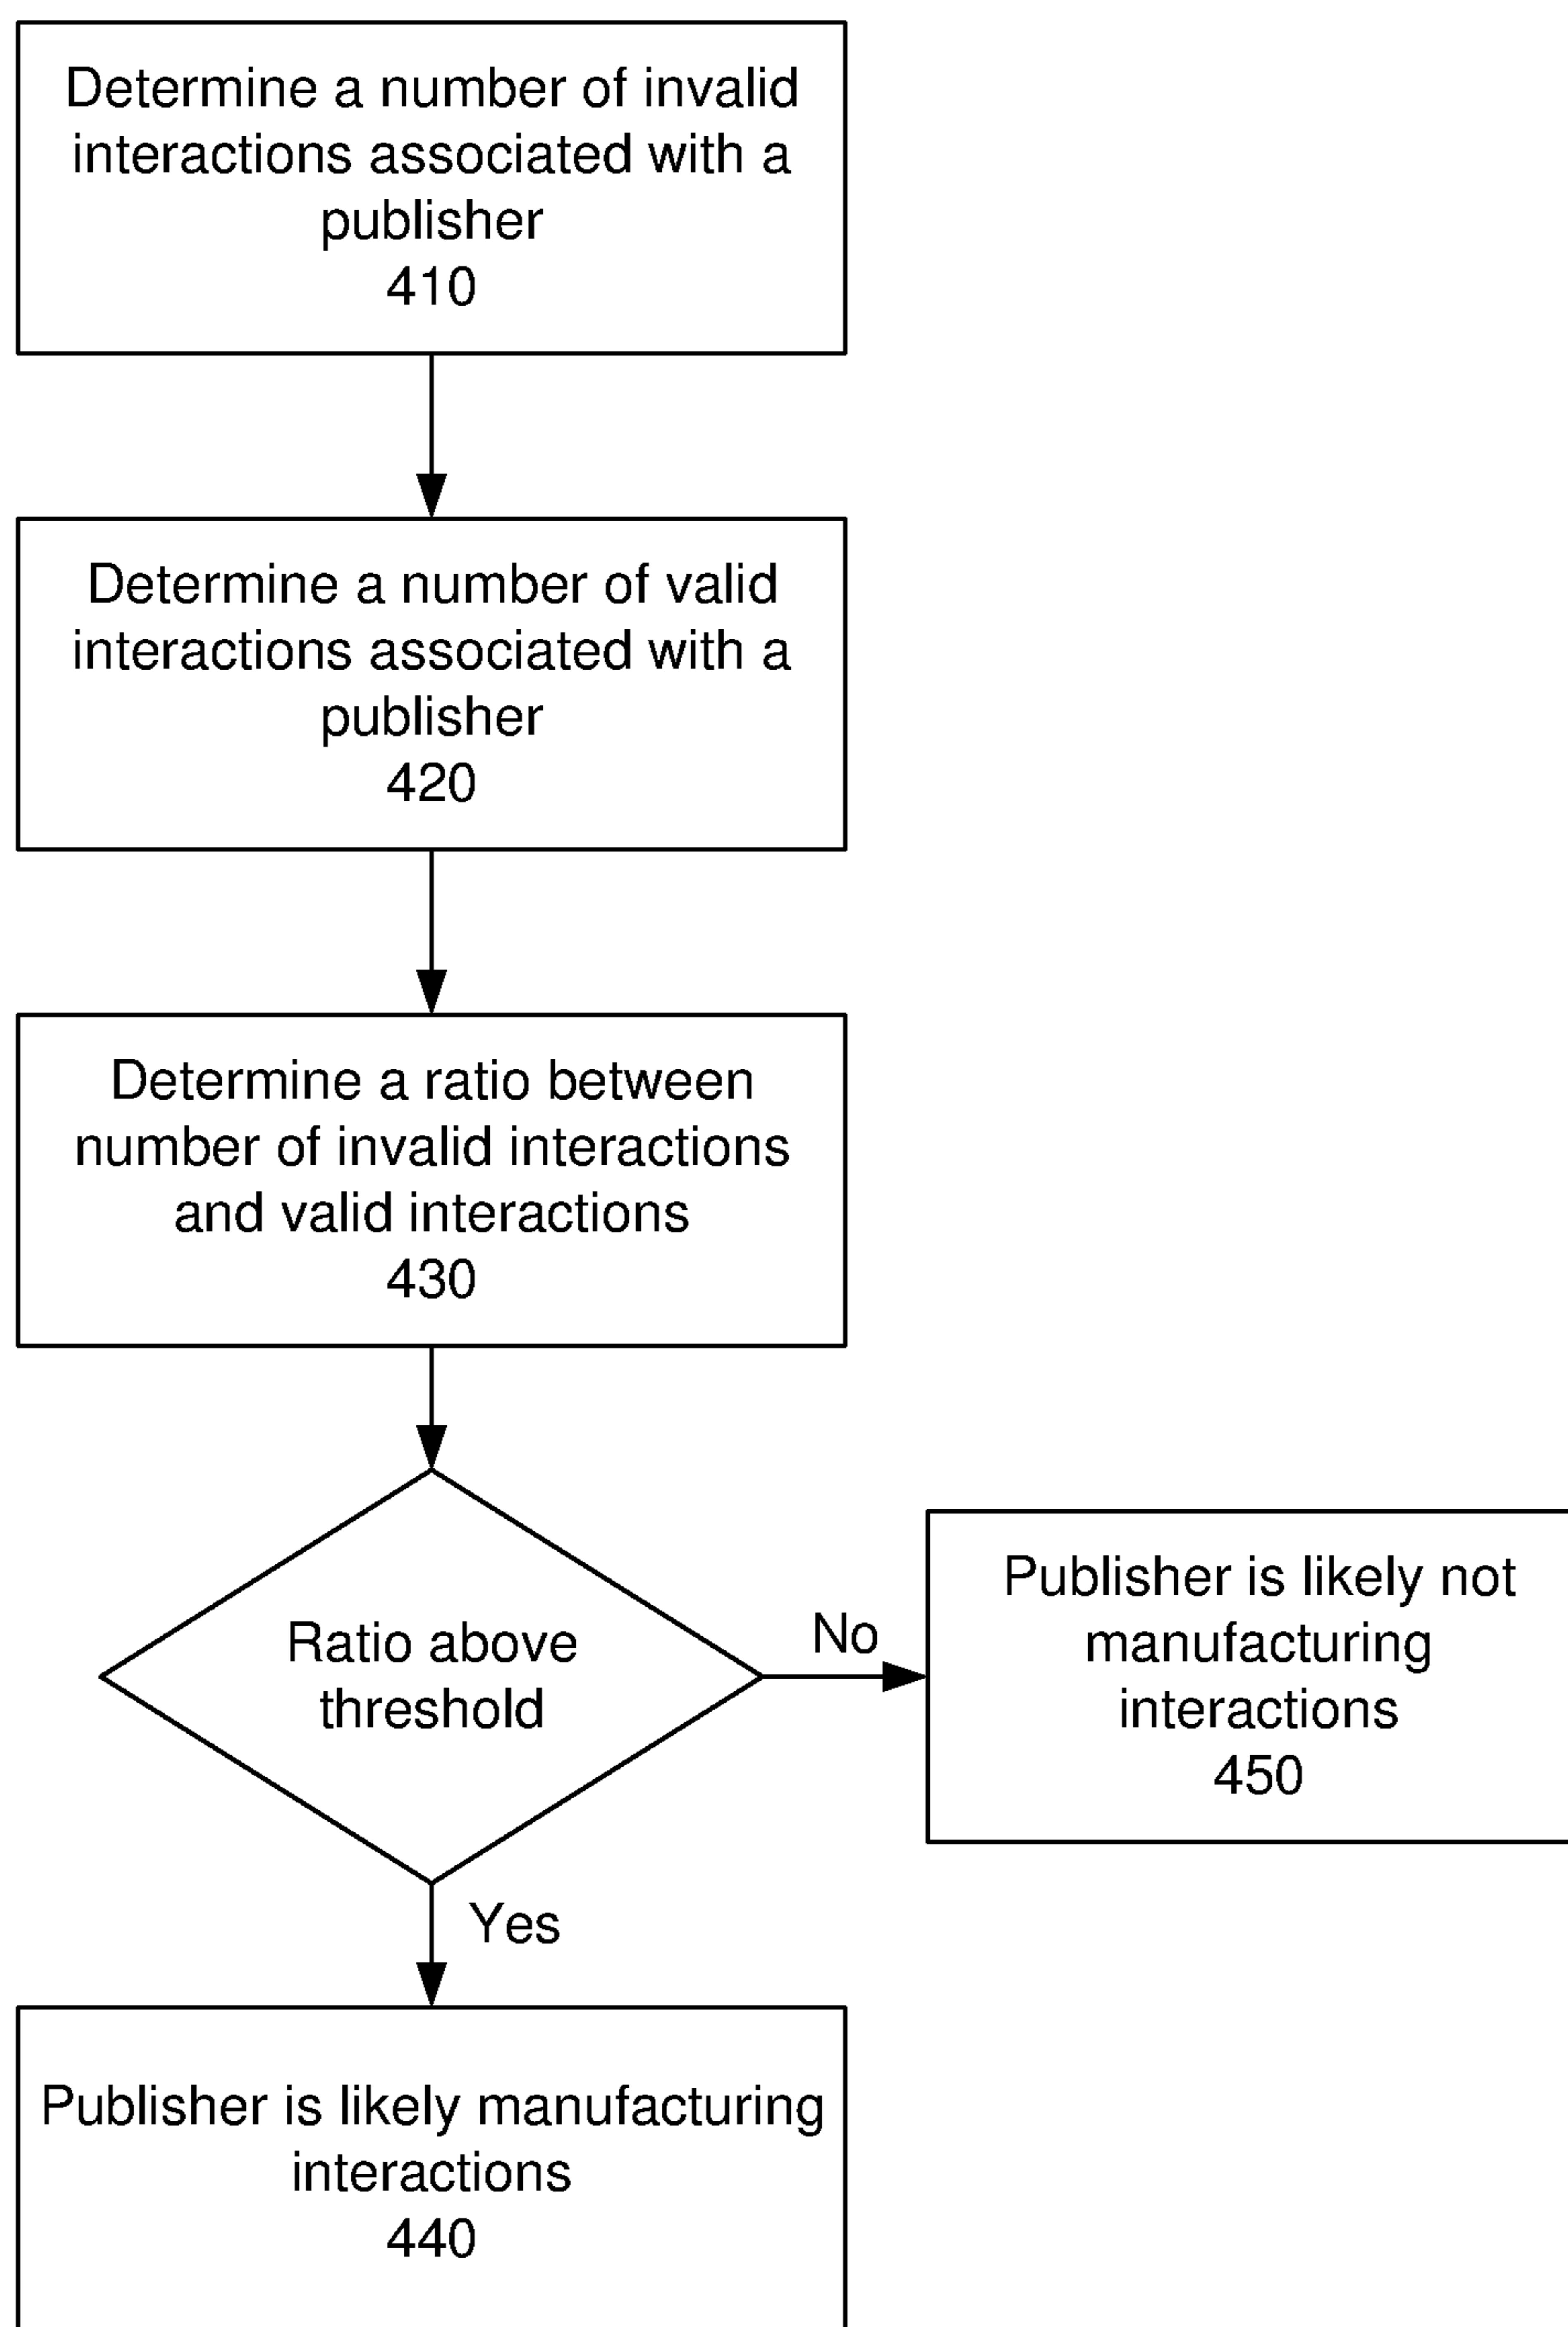 Determine a number of invalid
interactions associated with a
publisher
410
Determine a number of valid
interactions associated with a
publisher
420
Determine a ratio between
number of invalid interactions
and valid interactions
430
Ratio above
threshold
No
Publisher is likely not
manufacturing
interactions
450
Yes
Publisher is likely manufacturing
interactions
440